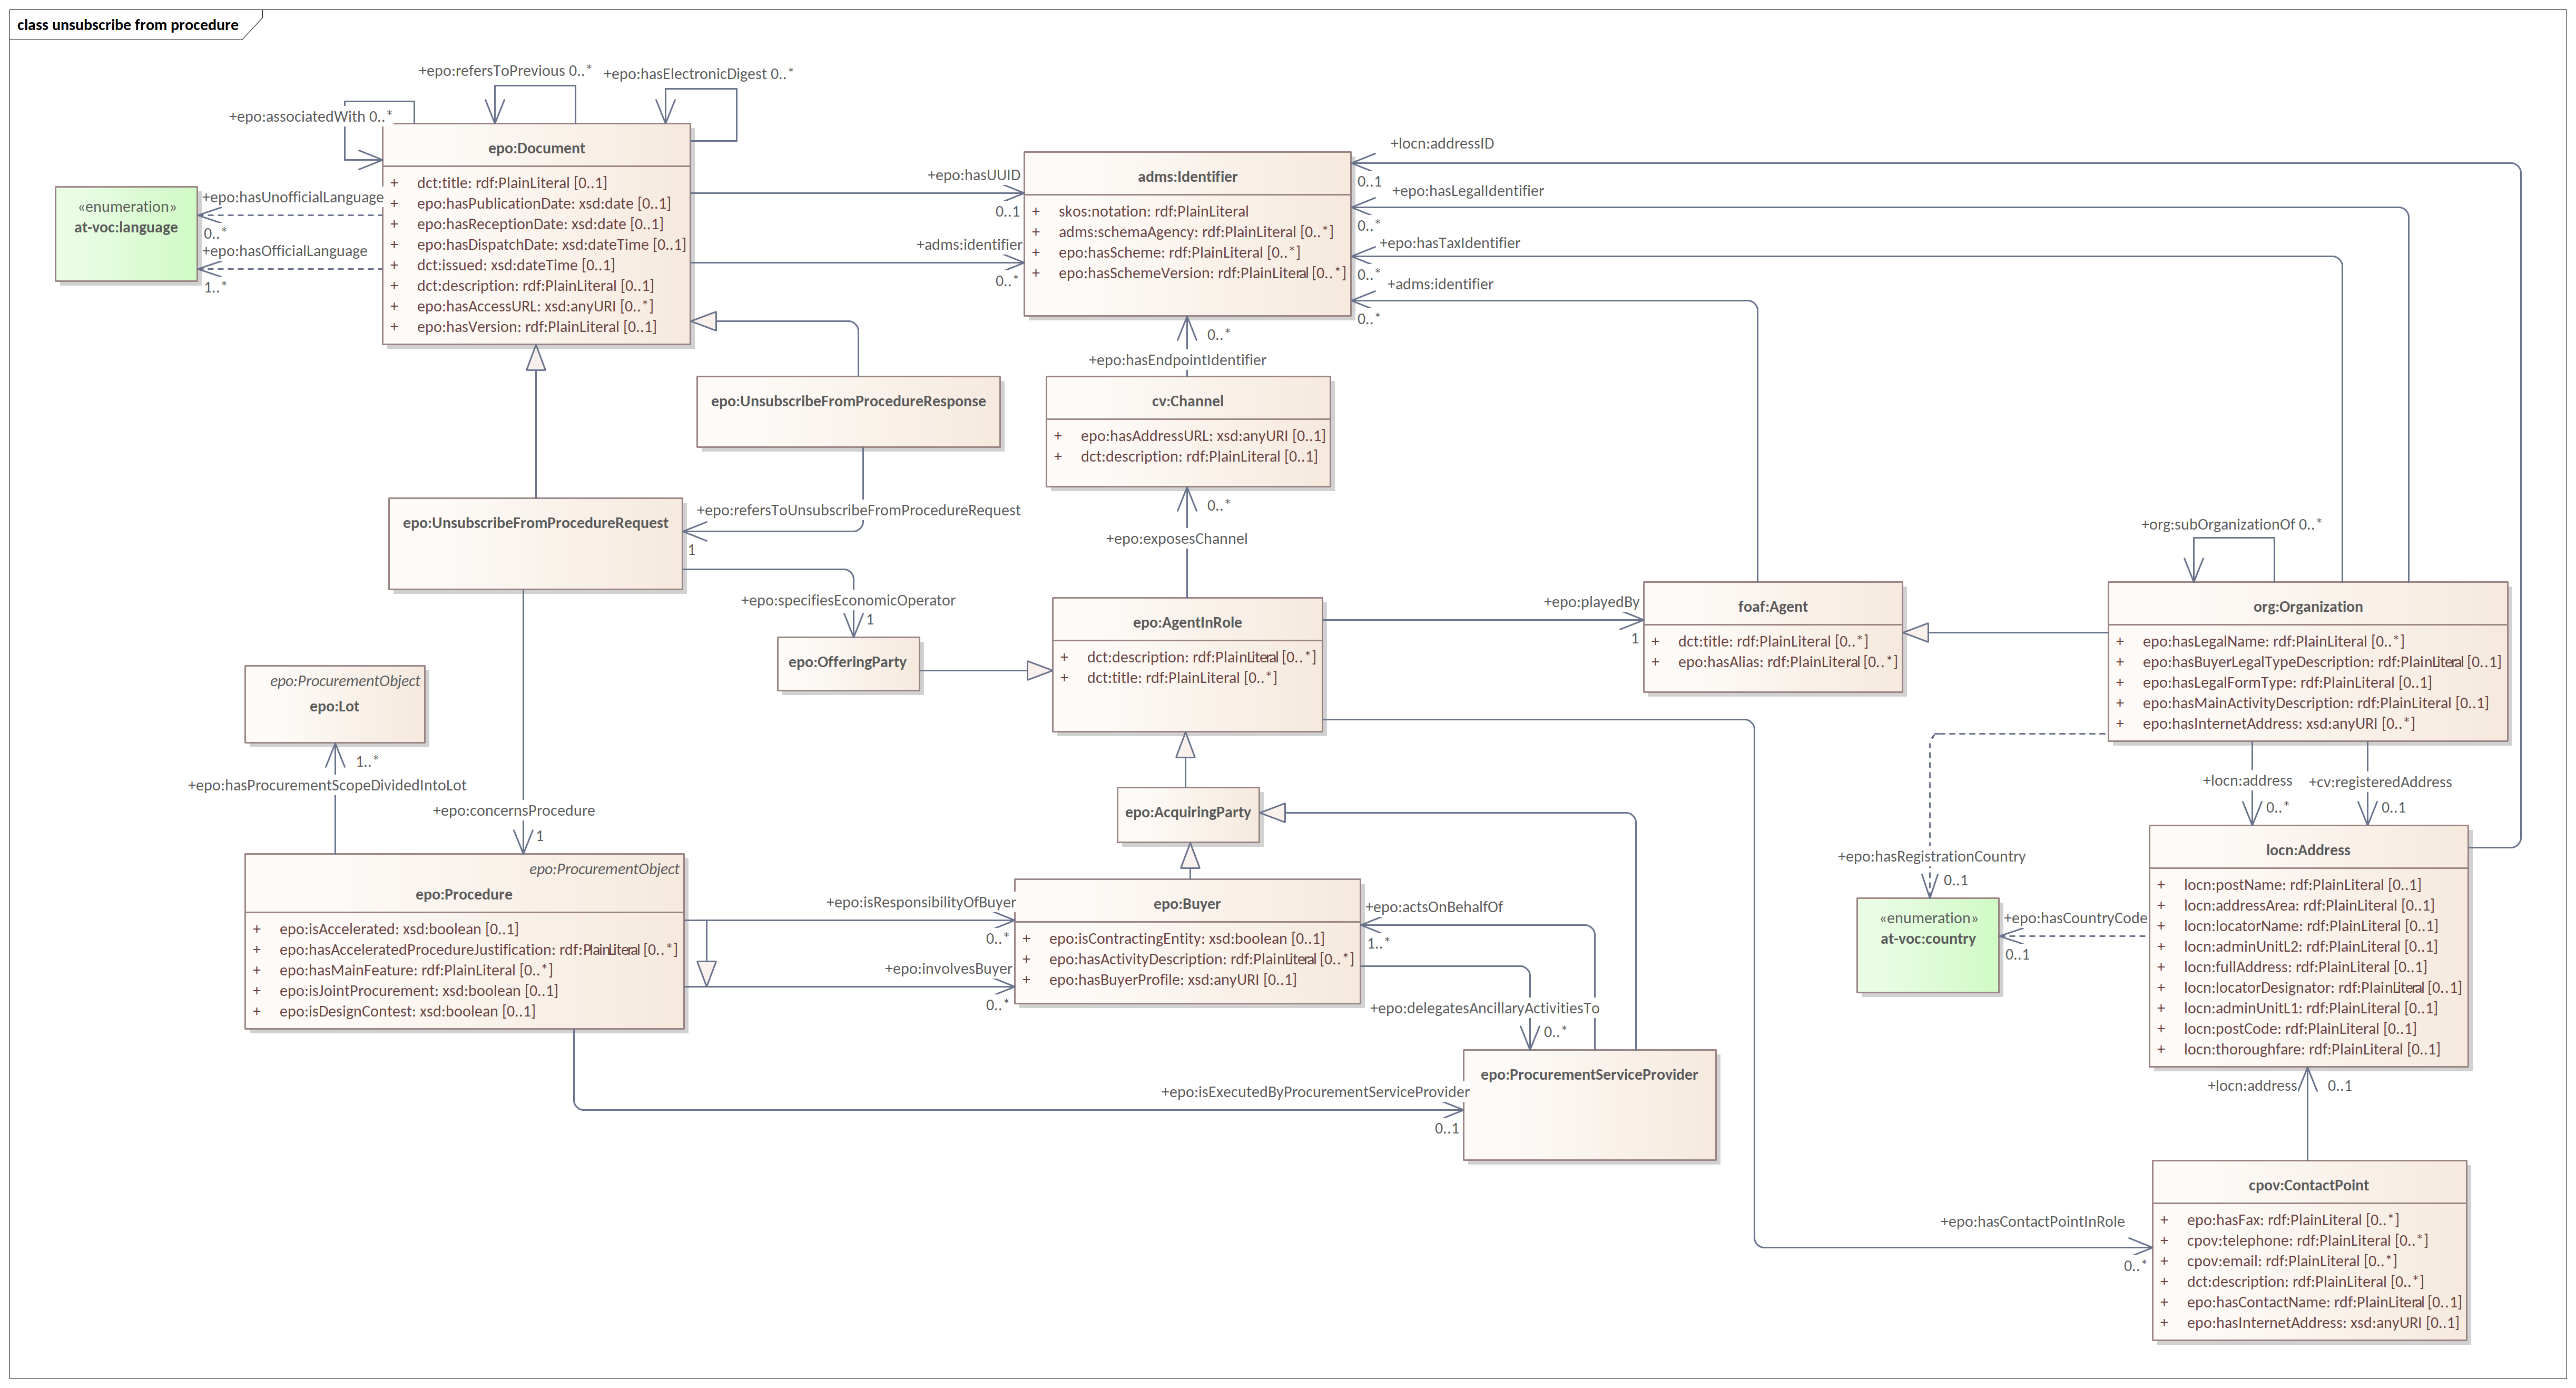 class unsubscribe from procedure
+epo:refersToPrevious 0..*
+epo:hasElectronicDigest 0..*
+epo:associatedWith 0..*
epo:Document
+ dct:title: rdf:PlainLiteral [0..1]
+ epo:hasPublicationDate: xsd:date [0..1]
+ epo:hasReceptionDate: xsd:date [0..1]
+ epo:hasDispatchDate: xsd:dateTime [0..1]
+ dct:issued: xsd:dateTime [0..1]
+ dct:description: rdf:PlainLiteral [0..1]
+ epo:hasAccessURL: xsd:anyURI [0..*]
+ epo:hasVersion: rdf:PlainLiteral [0..1]
«enumeration»
at-voc:language
+epo:hasUnofficialLanguage
0..*
+epo:hasOfficialLanguage
1..*
+epo:hasUUID
0..1
+adms:identifier
0..*
adms:Identifier
+ skos:notation: rdf:PlainLiteral
+ adms:schemaAgency: rdf:PlainLiteral [0..*]
+ epo:hasScheme: rdf:PlainLiteral [0..*]
+ epo:hasSchemeVersion: rdf:PlainLiteral [0..*]
+locn:addressID
0..1
+epo:hasLegalIdentifier
0..*
+epo:hasTaxIdentifier
0..*
+adms:identifier
0..*
0..*
+epo:hasEndpointIdentifier
epo:UnsubscribeFromProcedureResponse
cv:Channel
+ epo:hasAddressURL: xsd:anyURI [0..1]
+ dct:description: rdf:PlainLiteral [0..1]
0..*
+epo:exposesChannel
epo:UnsubscribeFromProcedureRequest
+epo:refersToUnsubscribeFromProcedureRequest
1
+epo:specifiesEconomicOperator
1
epo:OfferingParty
epo:AgentInRole
+ dct:description: rdf:PlainLiteral [0..*]
+ dct:title: rdf:PlainLiteral [0..*]
+epo:playedBy
1
foaf:Agent
+ dct:title: rdf:PlainLiteral [0..*]
+ epo:hasAlias: rdf:PlainLiteral [0..*]
+org:subOrganizationOf 0..*
org:Organization
+ epo:hasLegalName: rdf:PlainLiteral [0..*]
+ epo:hasBuyerLegalTypeDescription: rdf:PlainLiteral [0..1]
+ epo:hasLegalFormType: rdf:PlainLiteral [0..1]
+ epo:hasMainActivityDescription: rdf:PlainLiteral [0..1]
+ epo:hasInternetAddress: xsd:anyURI [0..*]
epo:ProcurementObject
epo:Lot
1..*
+epo:hasProcurementScopeDividedIntoLot
+epo:concernsProcedure
1
epo:AcquiringParty
+locn:address
0..*
+cv:registeredAddress
0..1
+epo:hasRegistrationCountry
0..1
«enumeration»
at-voc:country
+epo:hasCountryCode
0..1
locn:Address
+ locn:postName: rdf:PlainLiteral [0..1]
+ locn:addressArea: rdf:PlainLiteral [0..1]
+ locn:locatorName: rdf:PlainLiteral [0..1]
+ locn:adminUnitL2: rdf:PlainLiteral [0..1]
+ locn:fullAddress: rdf:PlainLiteral [0..1]
+ locn:locatorDesignator: rdf:PlainLiteral [0..1]
+ locn:adminUnitL1: rdf:PlainLiteral [0..1]
+ locn:postCode: rdf:PlainLiteral [0..1]
+ locn:thoroughfare: rdf:PlainLiteral [0..1]
epo:ProcurementObject
epo:Procedure
+ epo:isAccelerated: xsd:boolean [0..1]
+ epo:hasAcceleratedProcedureJustification: rdf:PlainLiteral [0..*]
+ epo:hasMainFeature: rdf:PlainLiteral [0..*]
+ epo:isJointProcurement: xsd:boolean [0..1]
+ epo:isDesignContest: xsd:boolean [0..1]
+epo:isResponsibilityOfBuyer
0..*
+epo:involvesBuyer
0..*
epo:Buyer
+ epo:isContractingEntity: xsd:boolean [0..1]
+ epo:hasActivityDescription: rdf:PlainLiteral [0..*]
+ epo:hasBuyerProfile: xsd:anyURI [0..1]
+epo:actsOnBehalfOf
1..*
+epo:delegatesAncillaryActivitiesTo
0..*
epo:ProcurementServiceProvider
+epo:isExecutedByProcurementServiceProvider
0..1
+locn:address
0..1
+epo:hasContactPointInRole
0..*
cpov:ContactPoint
+ epo:hasFax: rdf:PlainLiteral [0..*]
+ cpov:telephone: rdf:PlainLiteral [0..*]
+ cpov:email: rdf:PlainLiteral [0..*]
+ dct:description: rdf:PlainLiteral [0..*]
+ epo:hasContactName: rdf:PlainLiteral [0..1]
+ epo:hasInternetAddress: xsd:anyURI [0..1]